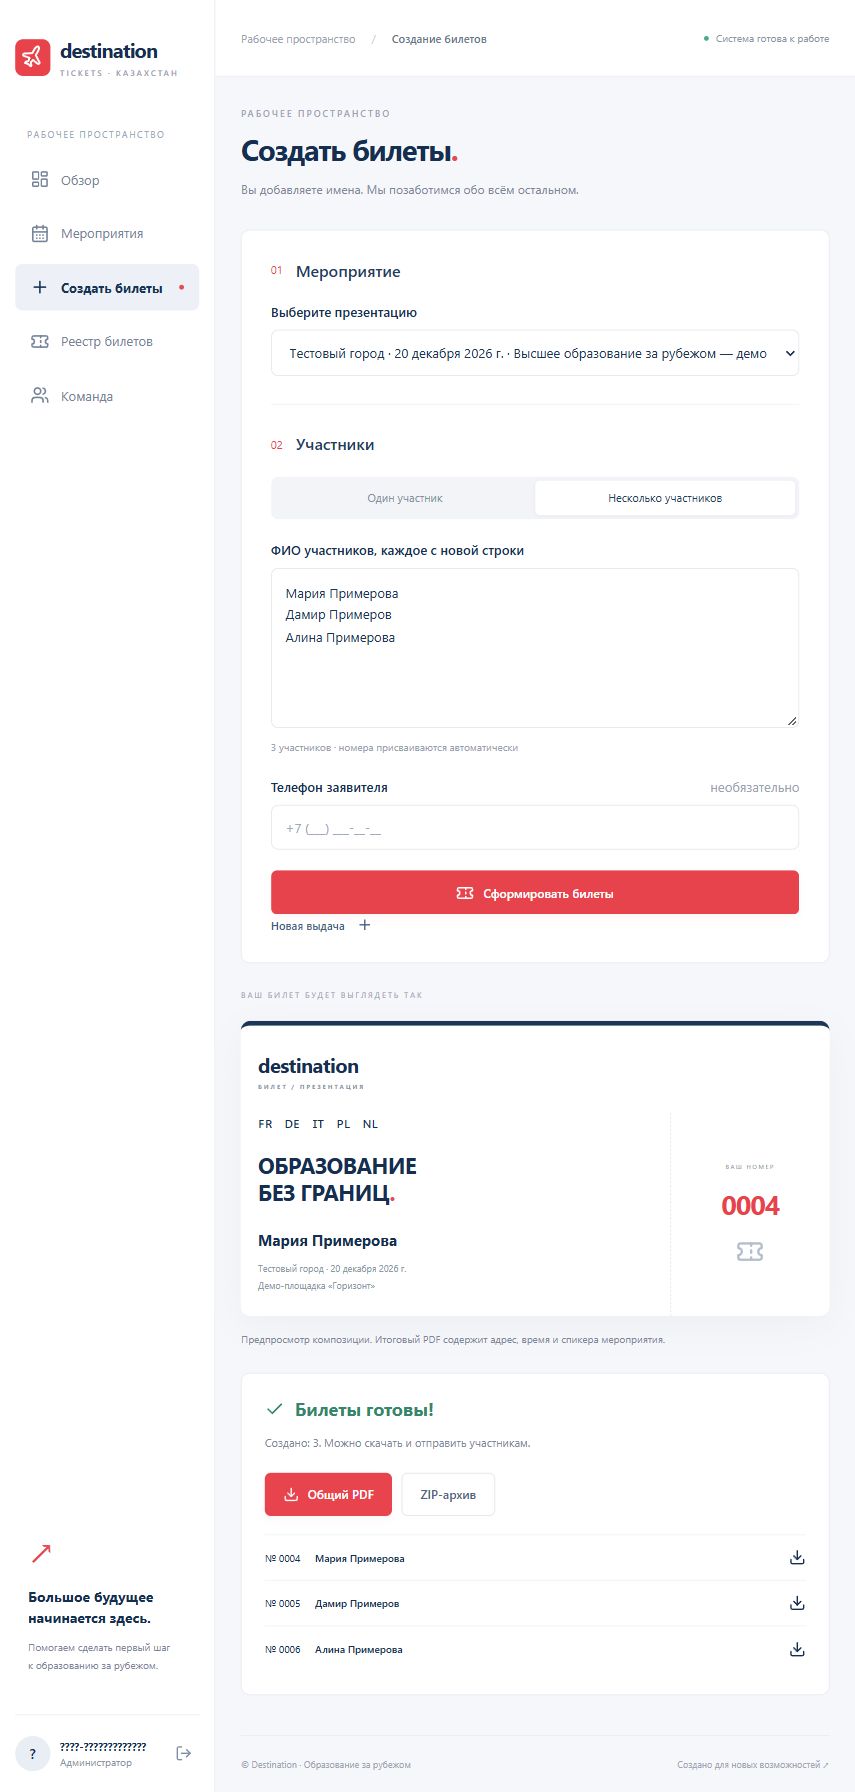 destination
TICKETS · КАЗАХСТАН
РАБОЧЕЕ ПРОСТРАНСТВО
Обзор
Мероприятия
Создать билеты
Реестр билетов
Команда
Большое будущее
начинается здесь.
Помогаем сделать первый шаг
к образованию за рубежом.
?
????-?????????????
Администратор
Рабочее пространство / Создание билетов
Система готова к работе
РАБОЧЕЕ ПРОСТРАНСТВО
Создать билеты.
Вы добавляете имена. Мы позаботимся обо всём остальном.
01 Мероприятие
Выберите презентацию
Тестовый город · 20 декабря 2026 г. · Высшее образование за рубежом — демо
02 Участники
Один участник
Несколько участников
ФИО участников, каждое с новой строки
Мария Примерова
Дамир Примеров
Алина Примерова
3 участников · номера присваиваются автоматически
Телефон заявителя
необязательно
+7 (___) ___-__-__
Сформировать билеты
Новая выдача
ВАШ БИЛЕТ БУДЕТ ВЫГЛЯДЕТЬ ТАК
destination
БИЛЕТ / ПРЕЗЕНТАЦИЯ
FR DE IT PL NL
ОБРАЗОВАНИЕ
БЕЗ ГРАНИЦ.
Мария Примерова
Тестовый город · 20 декабря 2026 г.
Демо-площадка «Горизонт»
ВАШ НОМЕР
0004
Предпросмотр композиции. Итоговый PDF содержит адрес, время и спикера мероприятия.
Билеты готовы!
Создано: 3. Можно скачать и отправить участникам.
Общий PDF
ZIP-архив
№ 0004 Мария Примерова
№ 0005 Дамир Примеров
№ 0006 Алина Примерова
© Destination · Образование за рубежом
Создано для новых возможностей ↗